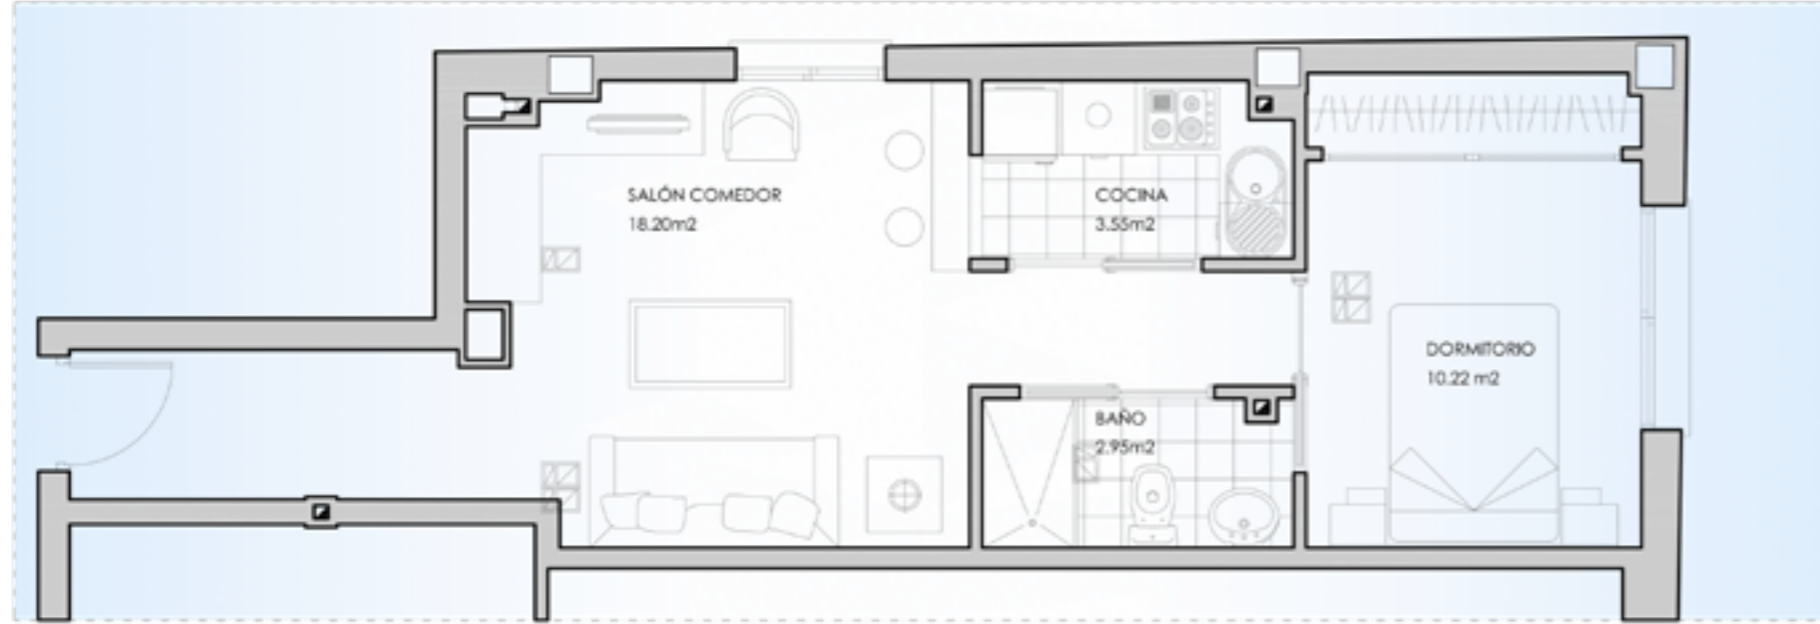 SALÓN COMEDOR
18.20m2
COCINA
3.55m2
DORMITORIO
10.22 m2
BAÑO
2.95m2